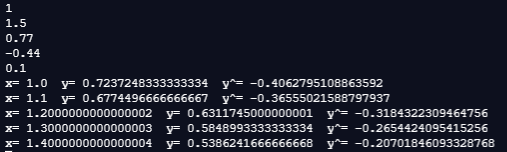 1
1.5
0.77
-0.44
0.1
x= 1.0  y= 0.7237248333333334  y^= -0.4062795108863592
x= 1.1  y= 0.6774496666666667  y^= -0.36555021588797937
x= 1.2000000000000002  y= 0.6311745000000001  y^= -0.3184322309464756
x= 1.3000000000000003  y= 0.5848993333333334  y^= -0.2654424095415256
x= 1.4000000000000004  y= 0.5386241666666668  y^= -0.20701846093328768